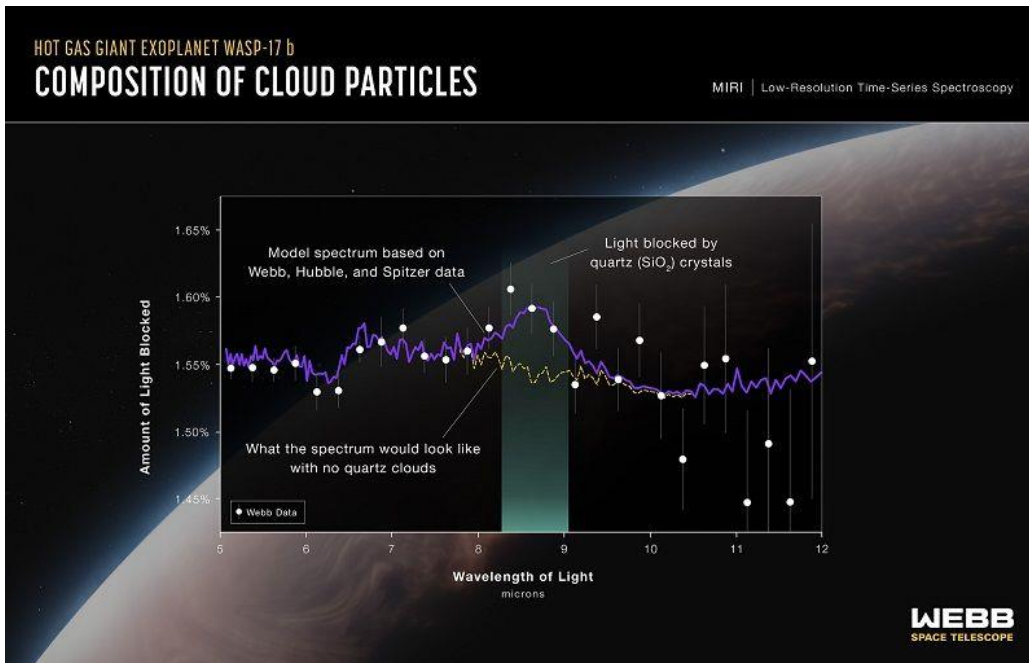 HOT GAS GIANT EXOPLANET WASP-17 b
COMPOSITION OF CLOUD PARTICLES
MIRI | Low-Resolution Time-Series Spectroscopy
Model spectrum based on
Webb, Hubble, and Spitzer data
Light blocked by
quartz (SiO₂) crystals
What the spectrum would look like
with no quartz clouds
Amount of Light Blocked
1.65%
1.60%
1.55%
1.50%
1.45%
Webb Data
5 6 7 8 9 10 11 12
Wavelength of Light
microns
WEBB
SPACE TELESCOPE